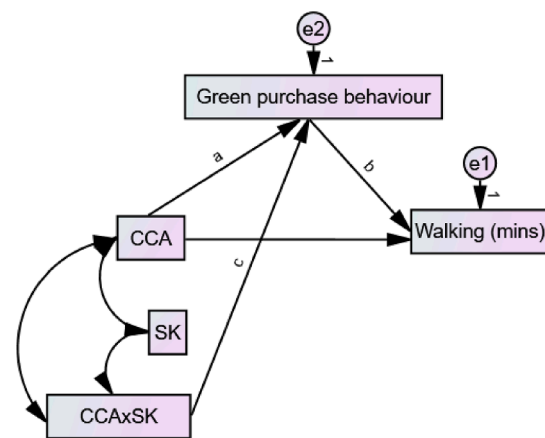 e2
1
Green purchase behaviour
a
b
e1
1
CCA
Walking (mins)
c
SK
CCAxSK